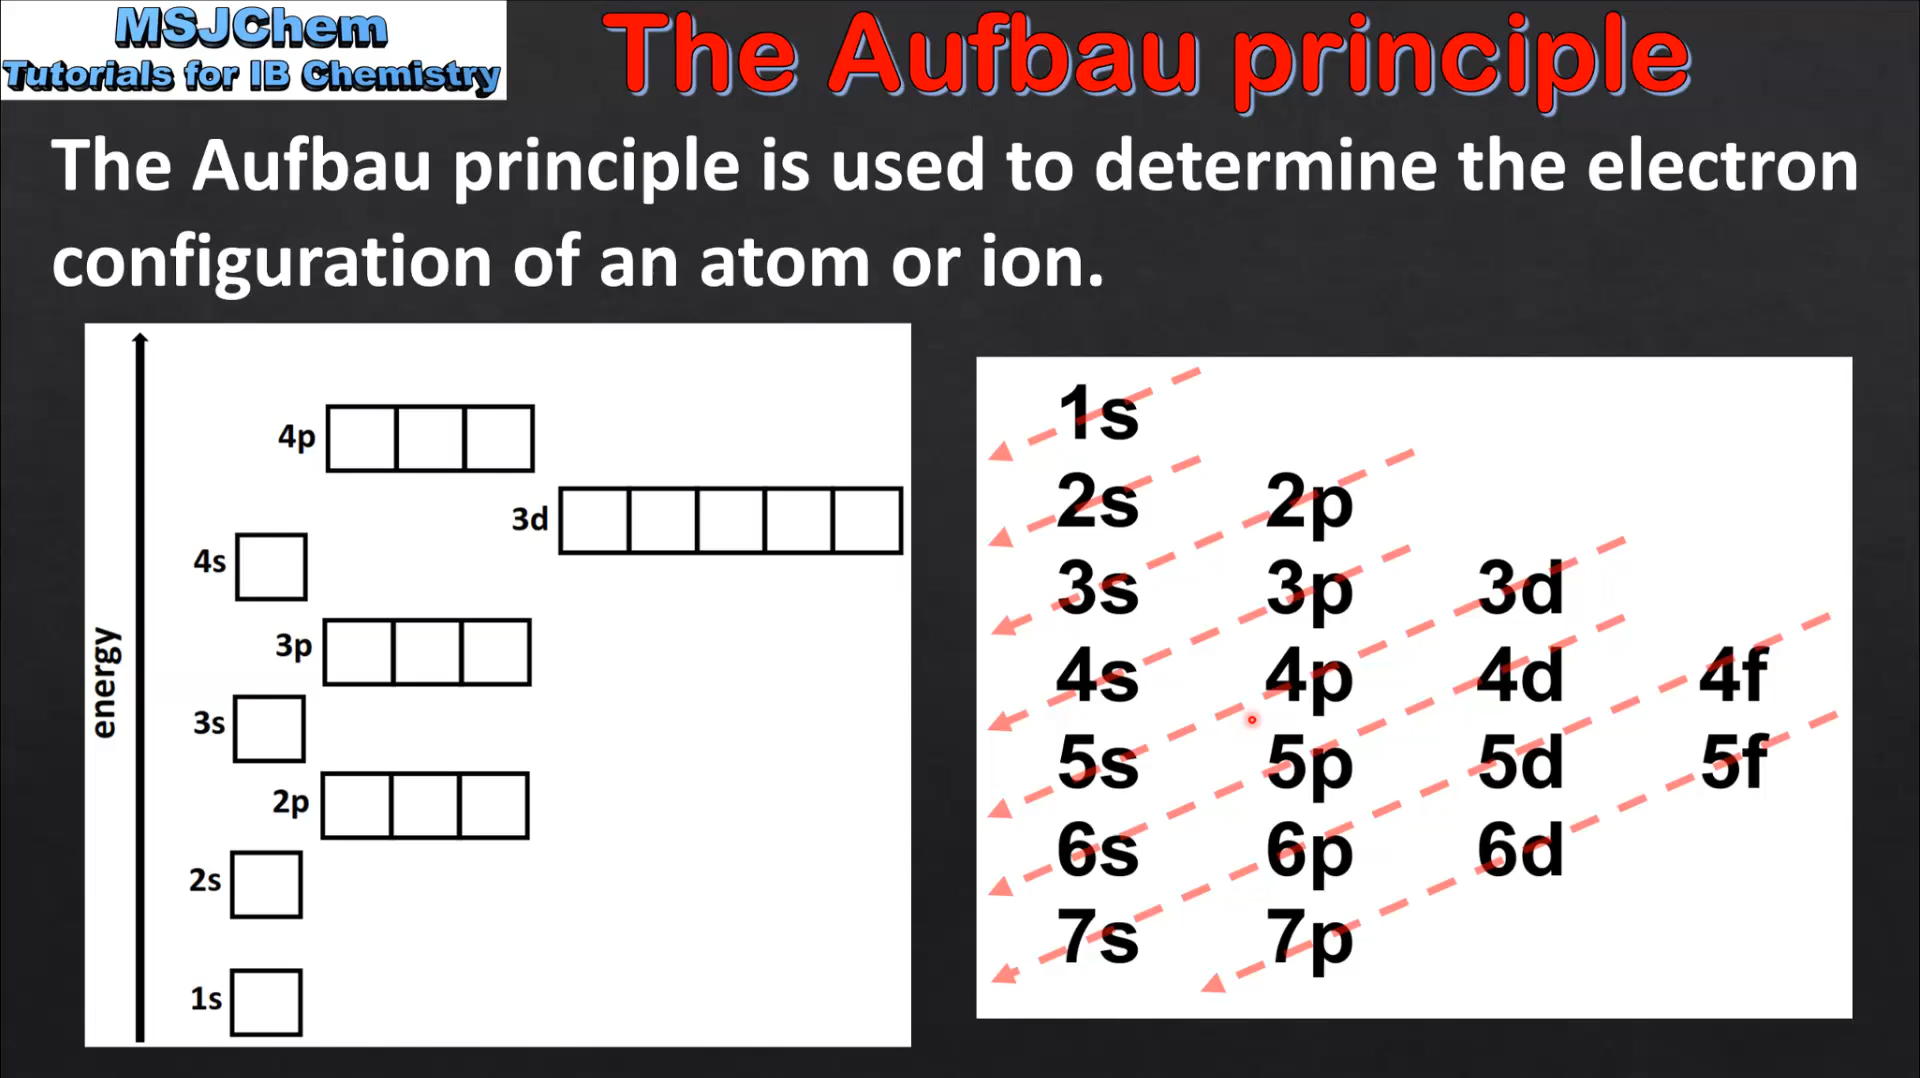 MSJChem
Tutorials for IB Chemistry
The Aufbau principle
The Aufbau principle is used to determine the electron
configuration of an atom or ion.
energy
4p
3d
4s
3p
3s
2p
2s
1s
1s
2s 2p
3s 3p 3d
4s 4p 4d 4f
5s 5p 5d 5f
6s 6p 6d
7s 7p